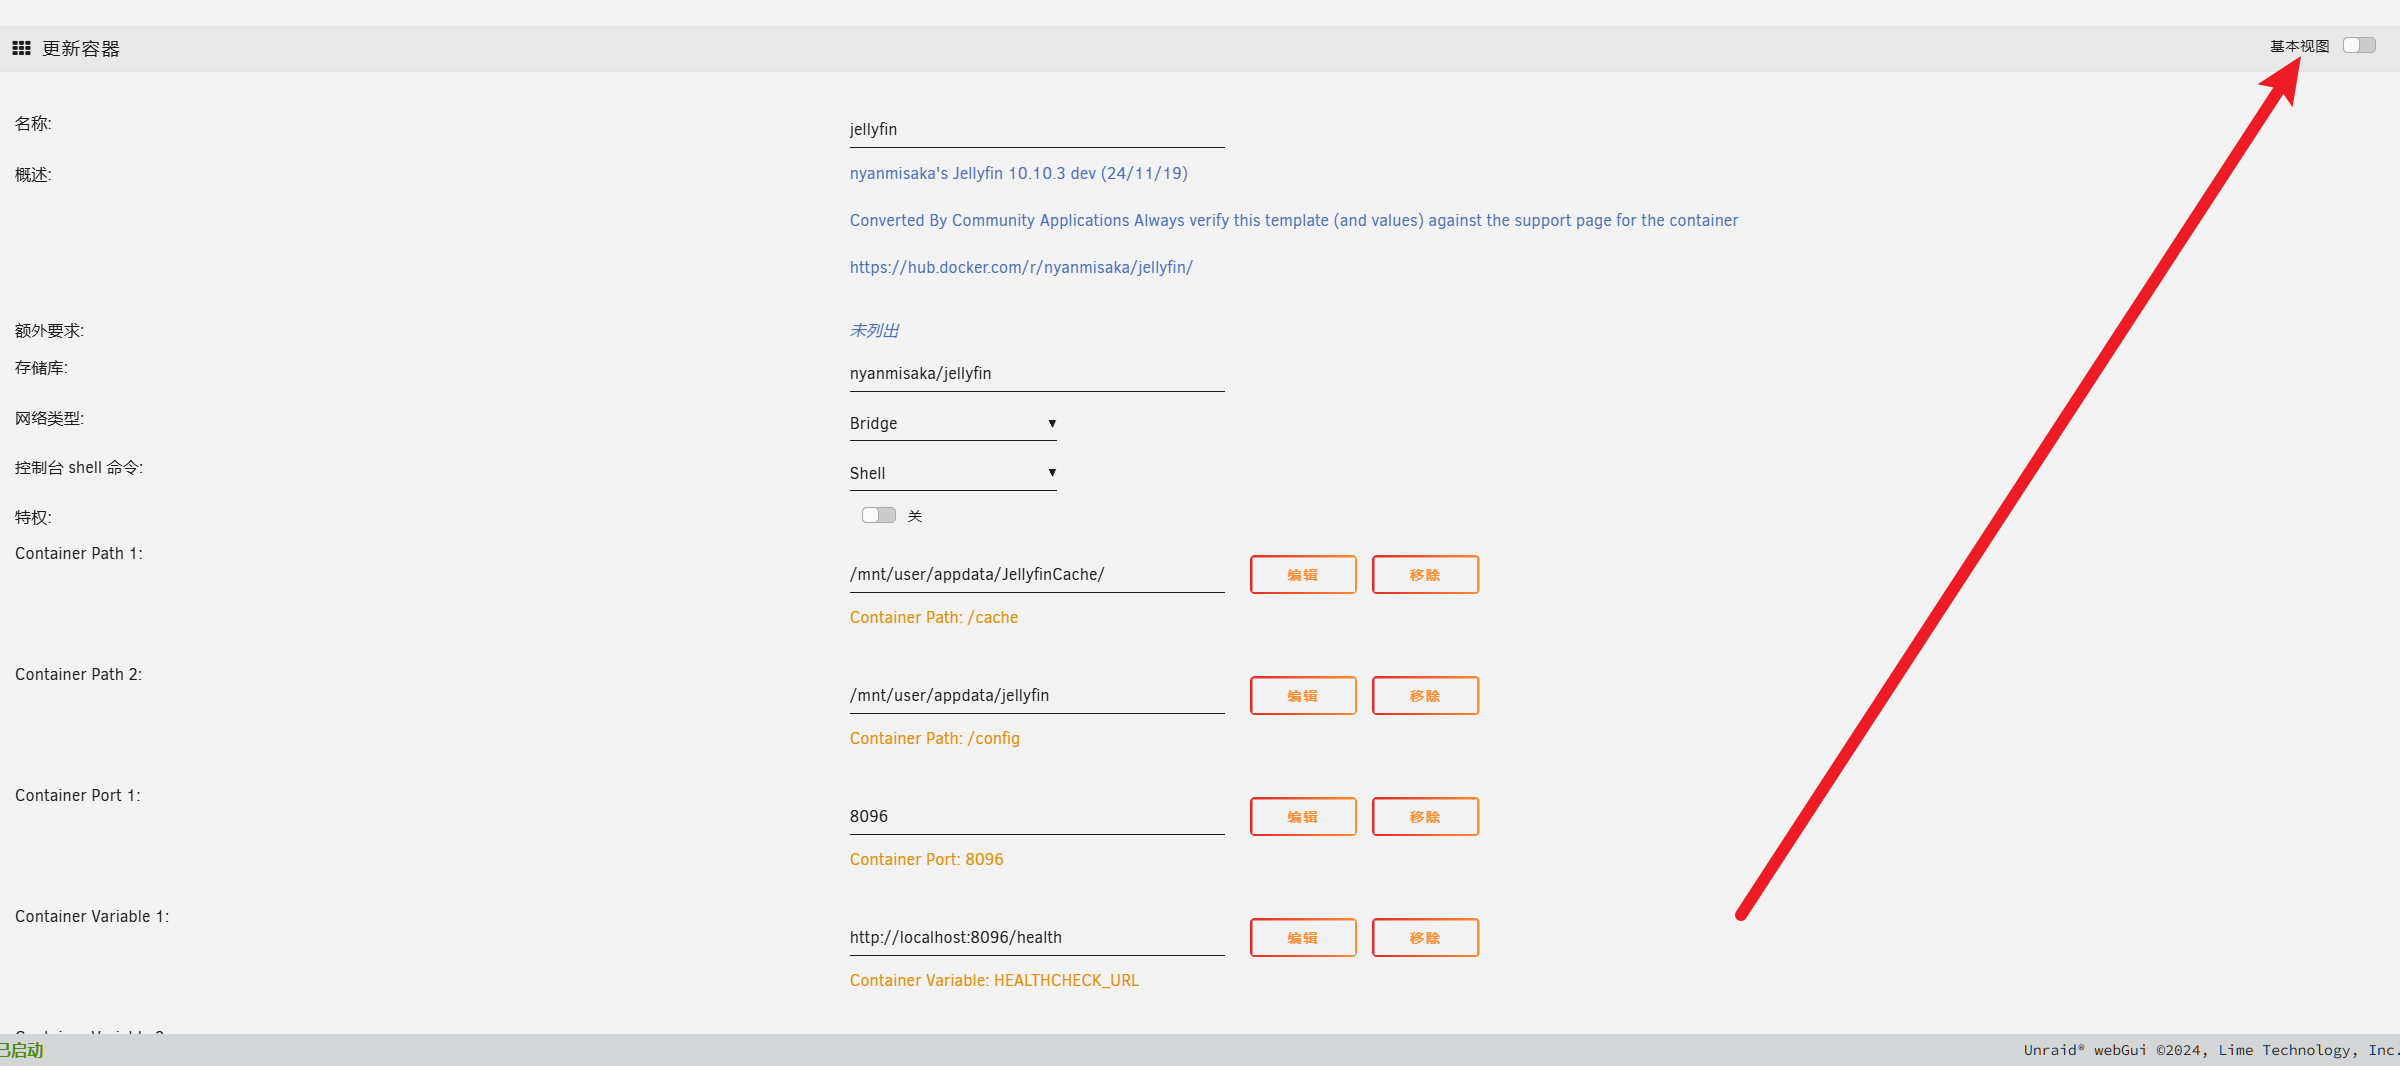 更新容器
基本视图
名称:
jellyfin
概述:
nyanmisaka's Jellyfin 10.10.3 dev (24/11/19)
Converted By Community Applications Always verify this template (and values) against the support page for the container
https://hub.docker.com/r/nyanmisaka/jellyfin/
额外要求:
未列出
存储库:
nyanmisaka/jellyfin
网络类型:
Bridge
控制台 shell 命令:
Shell
特权:
关
Container Path 1:
/mnt/user/appdata/JellyfinCache/
编辑 移除
Container Path: /cache
Container Path 2:
/mnt/user/appdata/jellyfin
编辑 移除
Container Path: /config
Container Port 1:
8096
编辑 移除
Container Port: 8096
Container Variable 1:
http://localhost:8096/health
编辑 移除
Container Variable: HEALTHCHECK_URL
已启动
Unraid® webGui ©2024, Lime Technology, Inc.